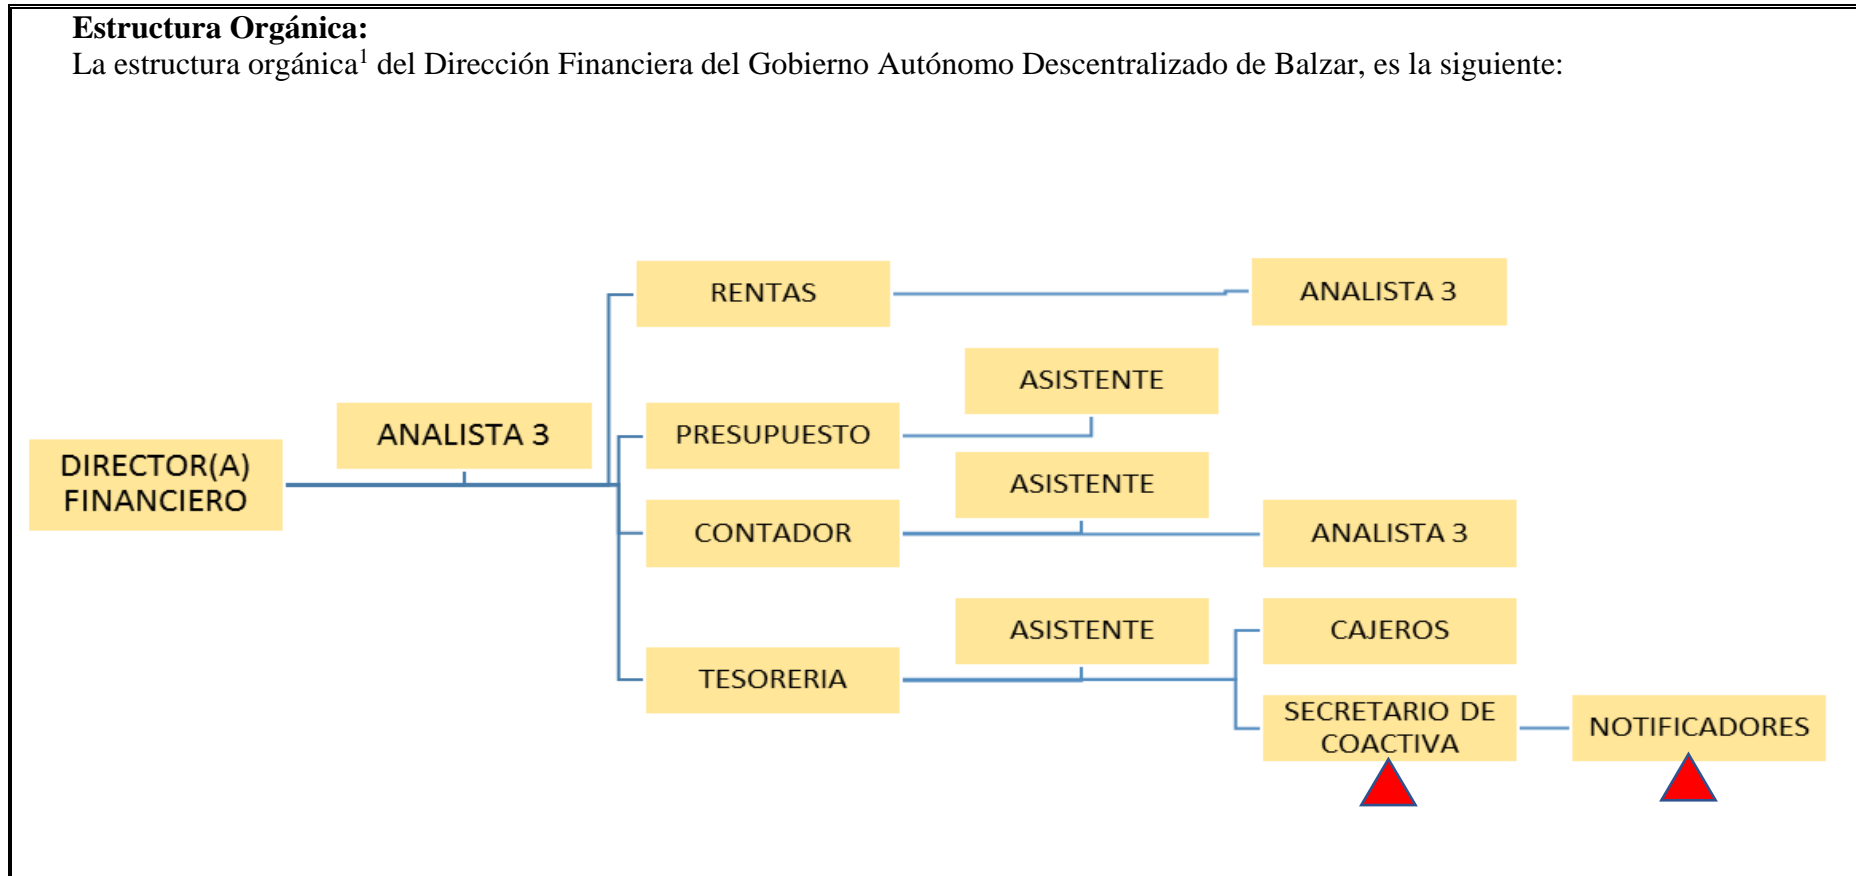 Estructura Orgánica:
La estructura orgánica1 del Dirección Financiera del Gobierno Autónomo Descentralizado de Balzar, es la siguiente:
RENTAS
ANALISTA 3
ASISTENTE
ANALISTA 3
PRESUPUESTO
DIRECTOR(A)
FINANCIERO
ASISTENTE
CONTADOR
ANALISTA 3
ASISTENTE
CAJEROS
TESORERIA
SECRETARIO DE
COACTIVA
NOTIFICADORES